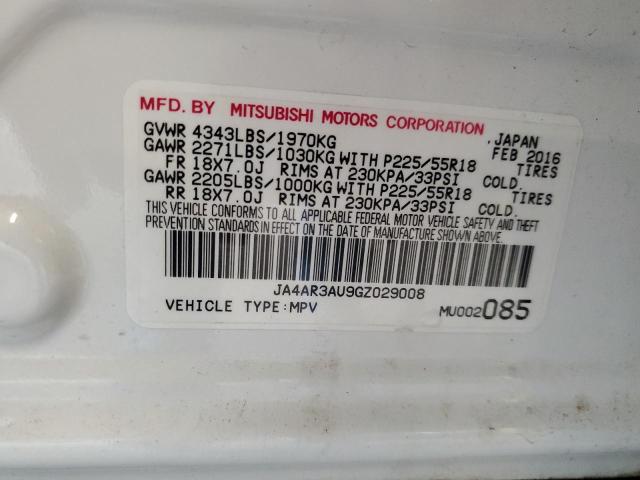 MFD. BY MITSUBISHI MOTORS CORPORATION, JAPAN
GVWR 4343LBS/1970KG FEB 2016
GAWR 2271LBS/1030KG WITH P225/55R18 TIRES
FR 18X7.0J RIMS AT 230KPA/33PSI COLD.
GAWR 2205LBS/1000KG WITH P225/55R18 TIRES
RR 18X7.0J RIMS AT 230KPA/33PSI COLD.
THIS VEHICLE CONFORMS TO ALL APPLICABLE FEDERAL MOTOR VEHICLE SAFETY AND THEFT
PREVENTION STANDARDS IN EFFECT ON THE DATE OF MANUFACTURE SHOWN ABOVE.
JA4AR3AU9GZ029008
VEHICLE TYPE:MPV MU002085